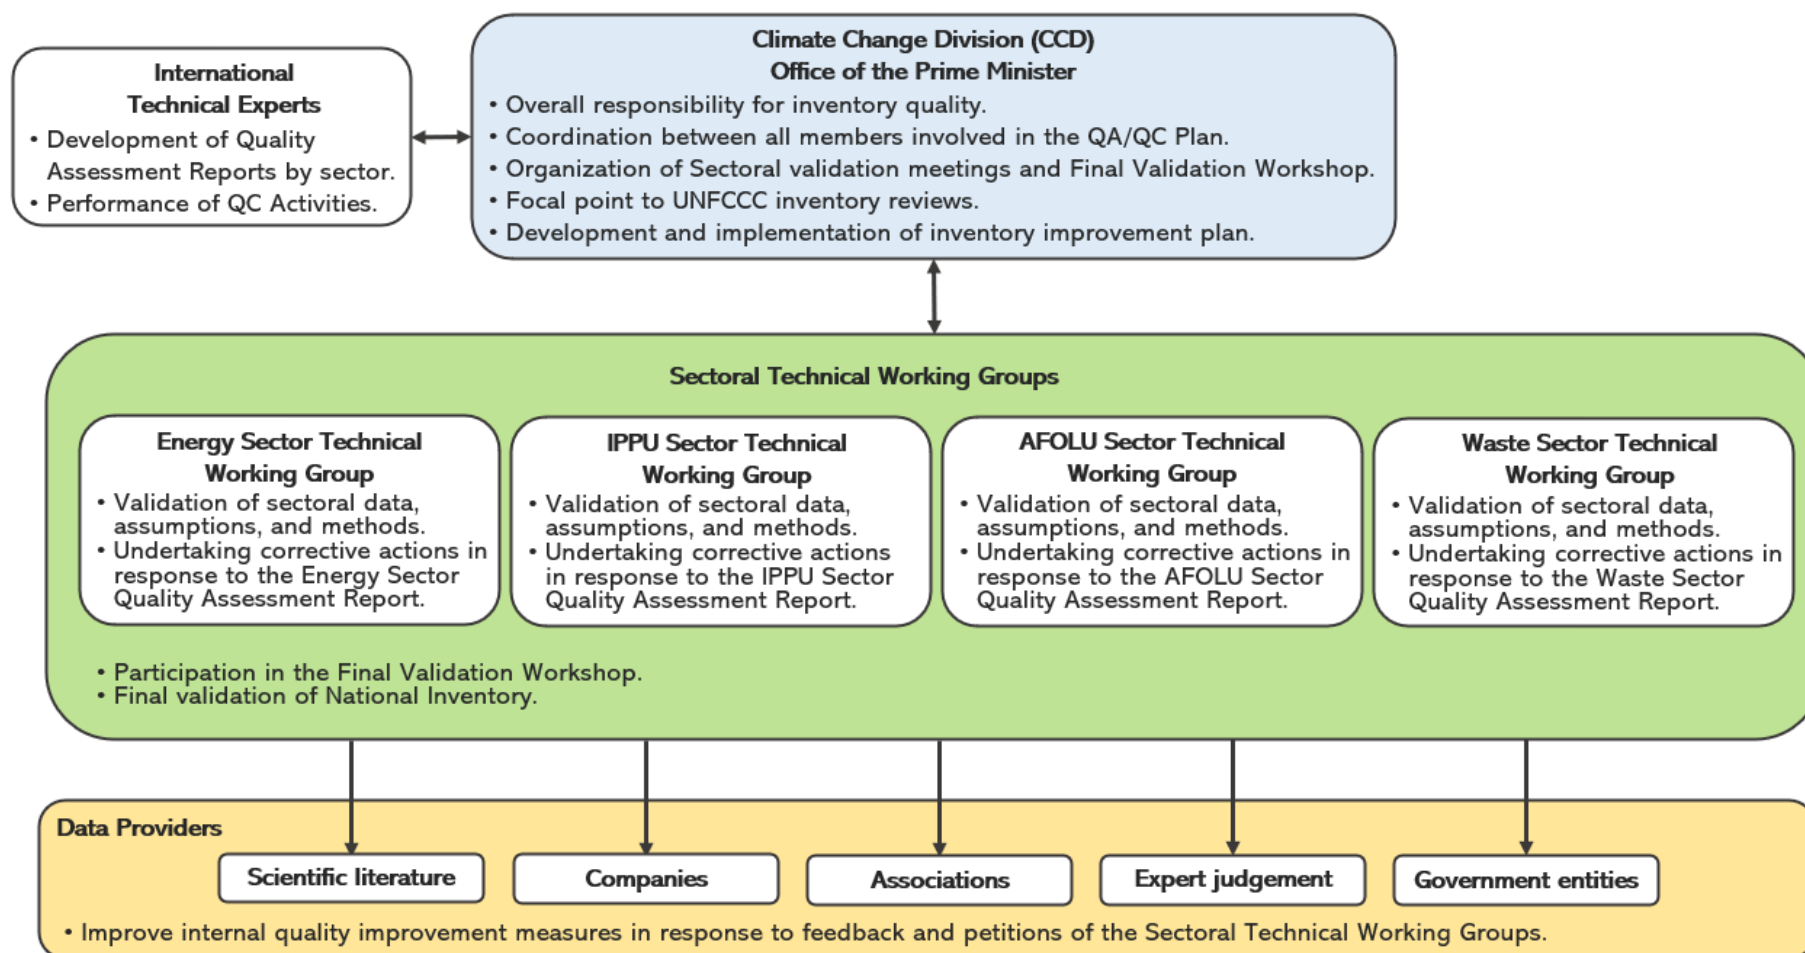 International
Technical Experts
• Development of Quality
Assessment Reports by sector.
• Performance of QC Activities.
Climate Change Division (CCD)
Office of the Prime Minister
• Overall responsibility for inventory quality.
• Coordination between all members involved in the QA/QC Plan.
• Organization of Sectoral validation meetings and Final Validation Workshop.
• Focal point to UNFCCC inventory reviews.
• Development and implementation of inventory improvement plan.
Sectoral Technical Working Groups
Energy Sector Technical
Working Group
• Validation of sectoral data,
assumptions, and methods.
• Undertaking corrective actions in
response to the Energy Sector
Quality Assessment Report.
IPPU Sector Technical
Working Group
• Validation of sectoral data,
assumptions, and methods.
• Undertaking corrective actions
in response to the IPPU Sector
Quality Assessment Report.
AFOLU Sector Technical
Working Group
• Validation of sectoral data,
assumptions, and methods.
• Undertaking corrective actions in
response to the AFOLU Sector
Quality Assessment Report.
Waste Sector Technical
Working Group
• Validation of sectoral data,
assumptions, and methods.
• Undertaking corrective actions in
response to the Waste Sector
Quality Assessment Report.
• Participation in the Final Validation Workshop.
• Final validation of National Inventory.
Data Providers
Scientific literature
Companies
Associations
Expert judgement
Government entities
• Improve internal quality improvement measures in response to feedback and petitions of the Sectoral Technical Working Groups.